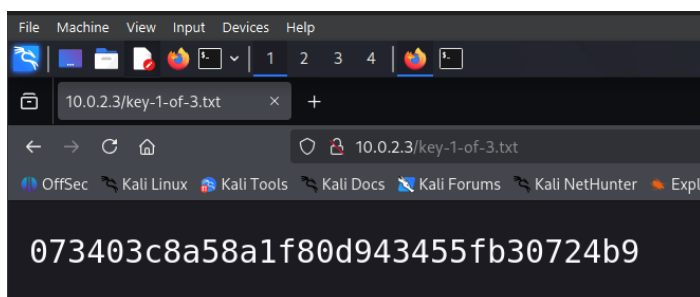 File Machine View Input Devices Help
1 2 3 4
10.0.2.3/key-1-of-3.txt
10.0.2.3/key-1-of-3.txt
OffSec Kali Linux Kali Tools Kali Docs Kali Forums Kali NetHunter Expl
073403c8a58a1f80d943455fb30724b9